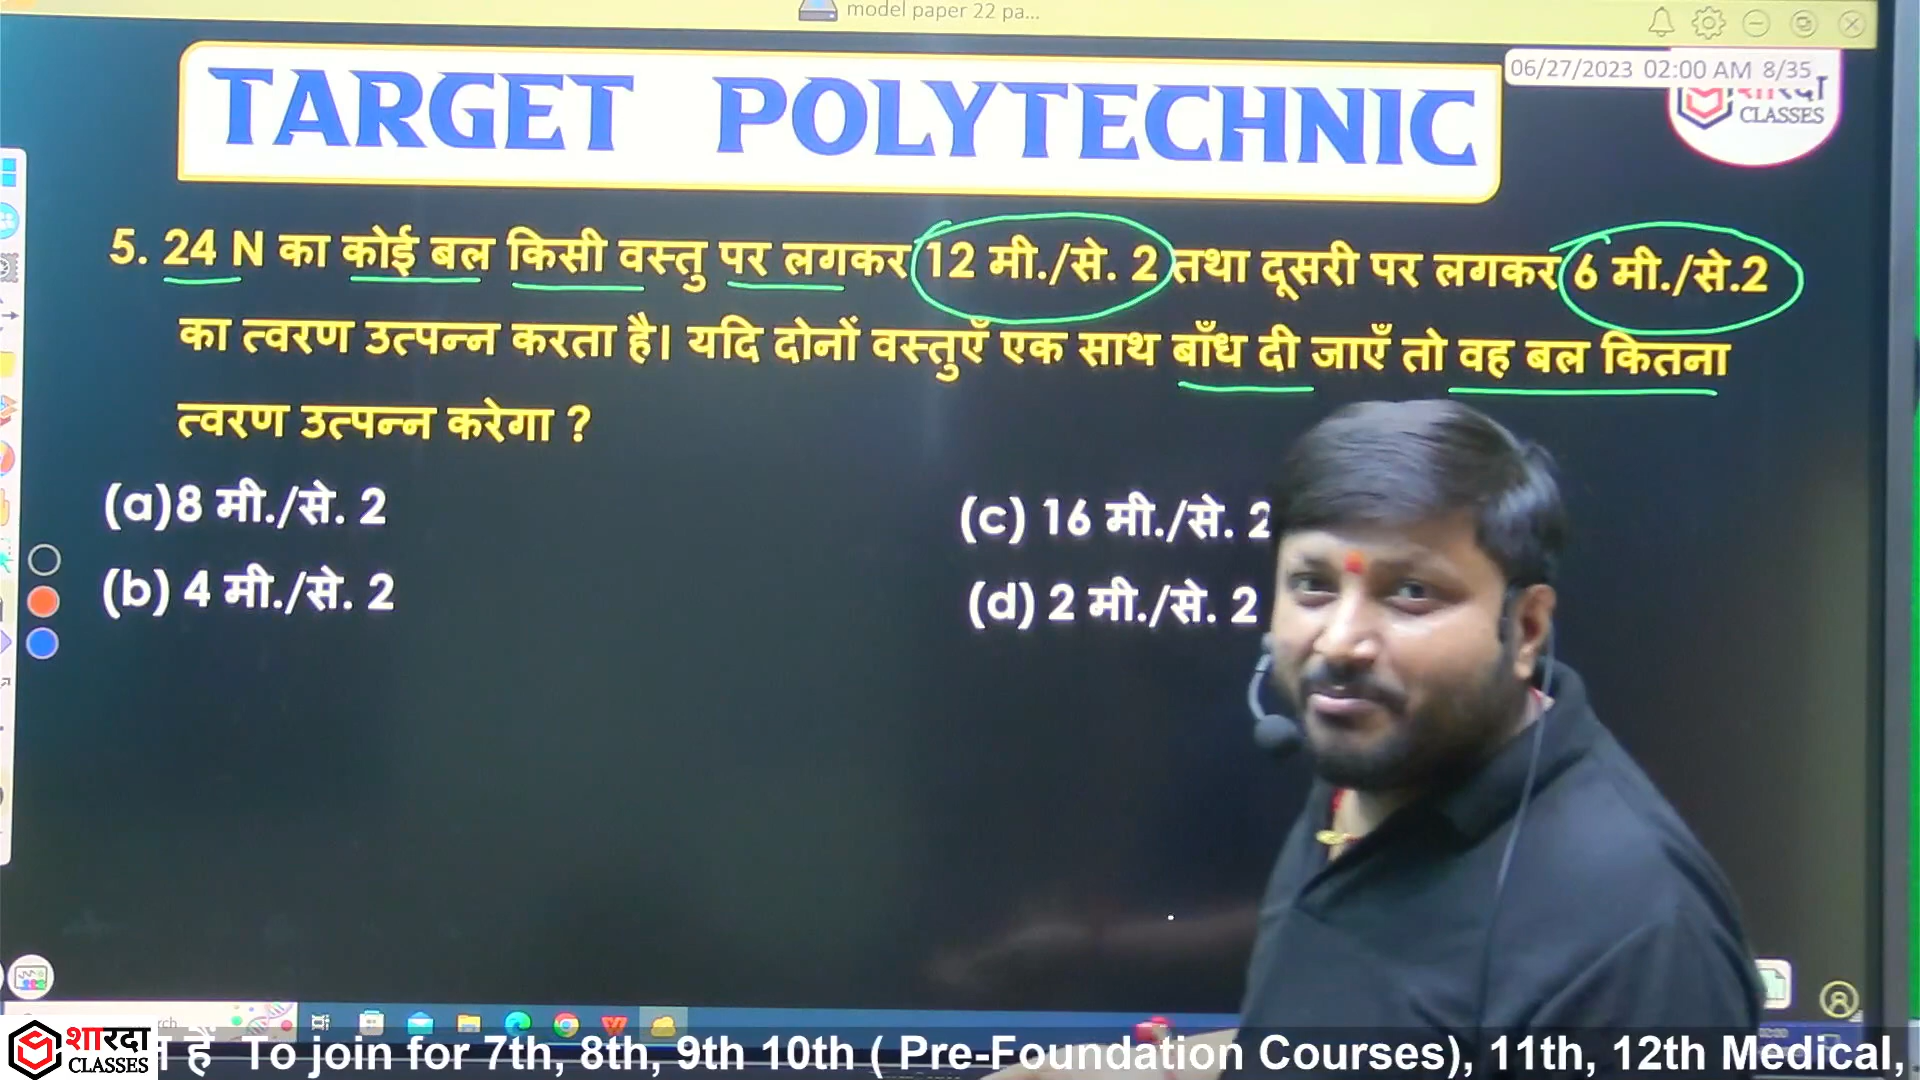 model paper 22 pa...
TARGET POLYTECHNIC
06/27/2023 02:00 AM 8/35
CLASSES
5. 24 N का कोई बल किसी वस्तु पर लगकर 12 मी./से. 2 तथा दूसरी पर लगकर 6 मी./से.2
का त्वरण उत्पन्न करता है। यदि दोनों वस्तुएँ एक साथ बाँध दी जाएँ तो वह बल कितना
त्वरण उत्पन्न करेगा ?
(a)8 मी./से. 2
(c) 16 मी./से. 2
(b) 4 मी./से. 2
(d) 2 मी./से. 2
शारदा
CLASSES
हैं To join for 7th, 8th, 9th 10th ( Pre-Foundation Courses), 11th, 12th Medical,